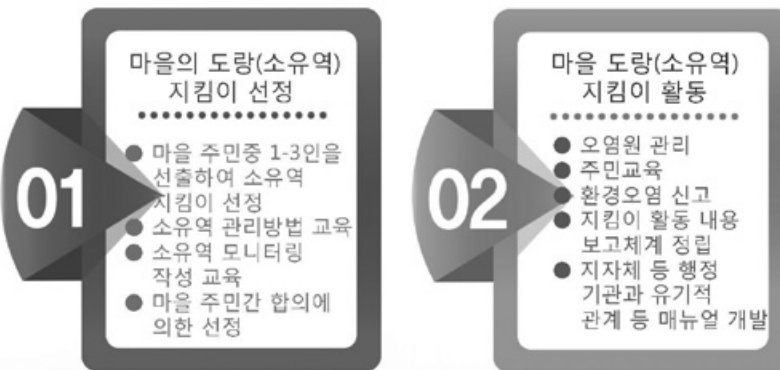 01
마을의 도랑(소유역)
지킴이 선정
● 마을 주민중 1-3인을
선출하여 소유역
지킴이 선정
● 소유역 관리방법 교육
● 소유역 모니터링
작성 교육
● 마을 주민간 합의에
의한 선정
02
마을 도랑(소유역)
지킴이 활동
● 오염원 관리
● 주민교육
● 환경오염 신고
● 지킴이 활동 내용
보고체계 정립
● 지자체 등 행정
기관과 유기적
관계 등 매뉴얼 개발